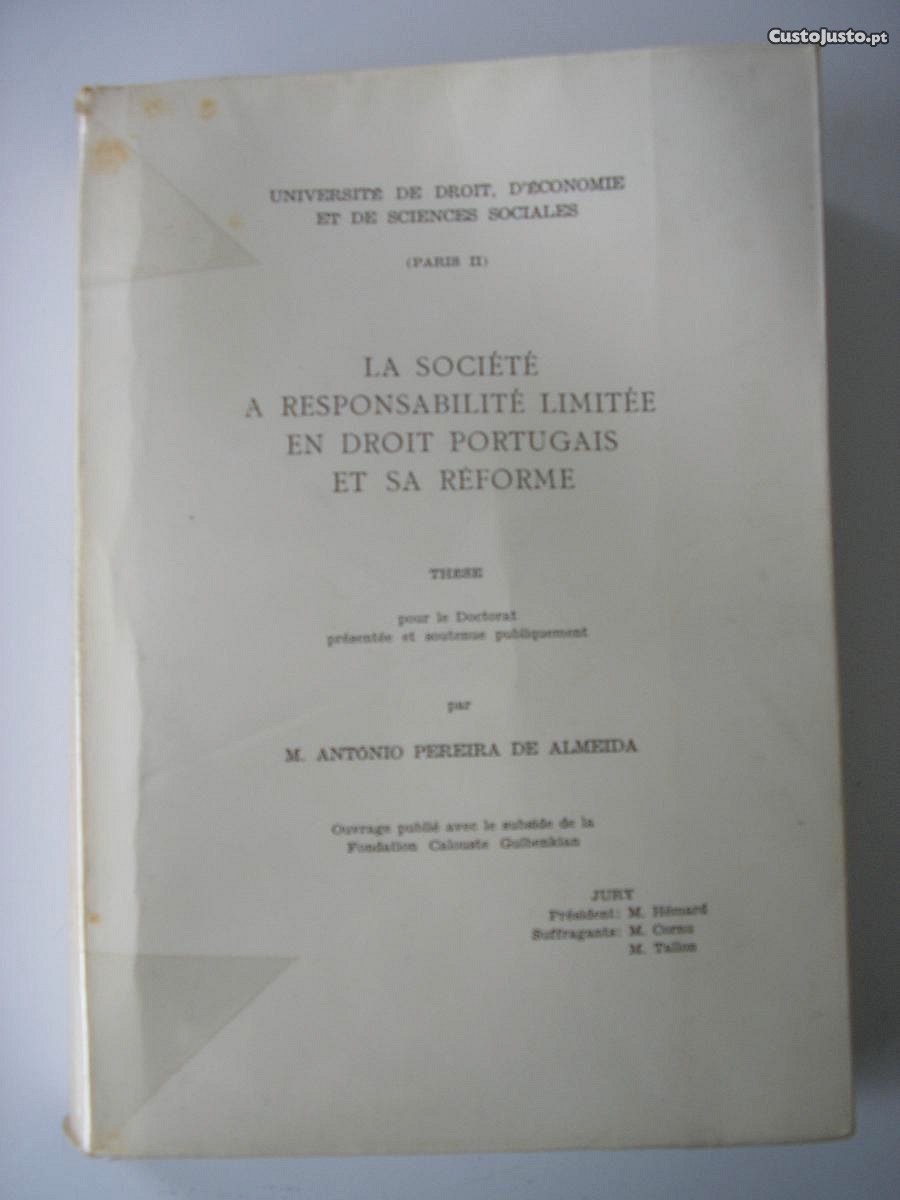 CustoJusto.pt
UNIVERSITÉ DE DROIT, D'ÉCONOMIE
ET DE SCIENCES SOCIALES
(PARIS II)
LA SOCIÉTÉ
A RESPONSABILITÉ LIMITÉE
EN DROIT PORTUGAIS
ET SA RÉFORME
THÈSE
pour le Doctorat
présentée et soutenue publiquement
par
M. ANTÓNIO PEREIRA DE ALMEIDA
Ouvrage publié avec le subside de la
Fondation Calouste Gulbenkian
JURY
Président: M. Hémard
Suffragants: M. Cornu
M. Tallon